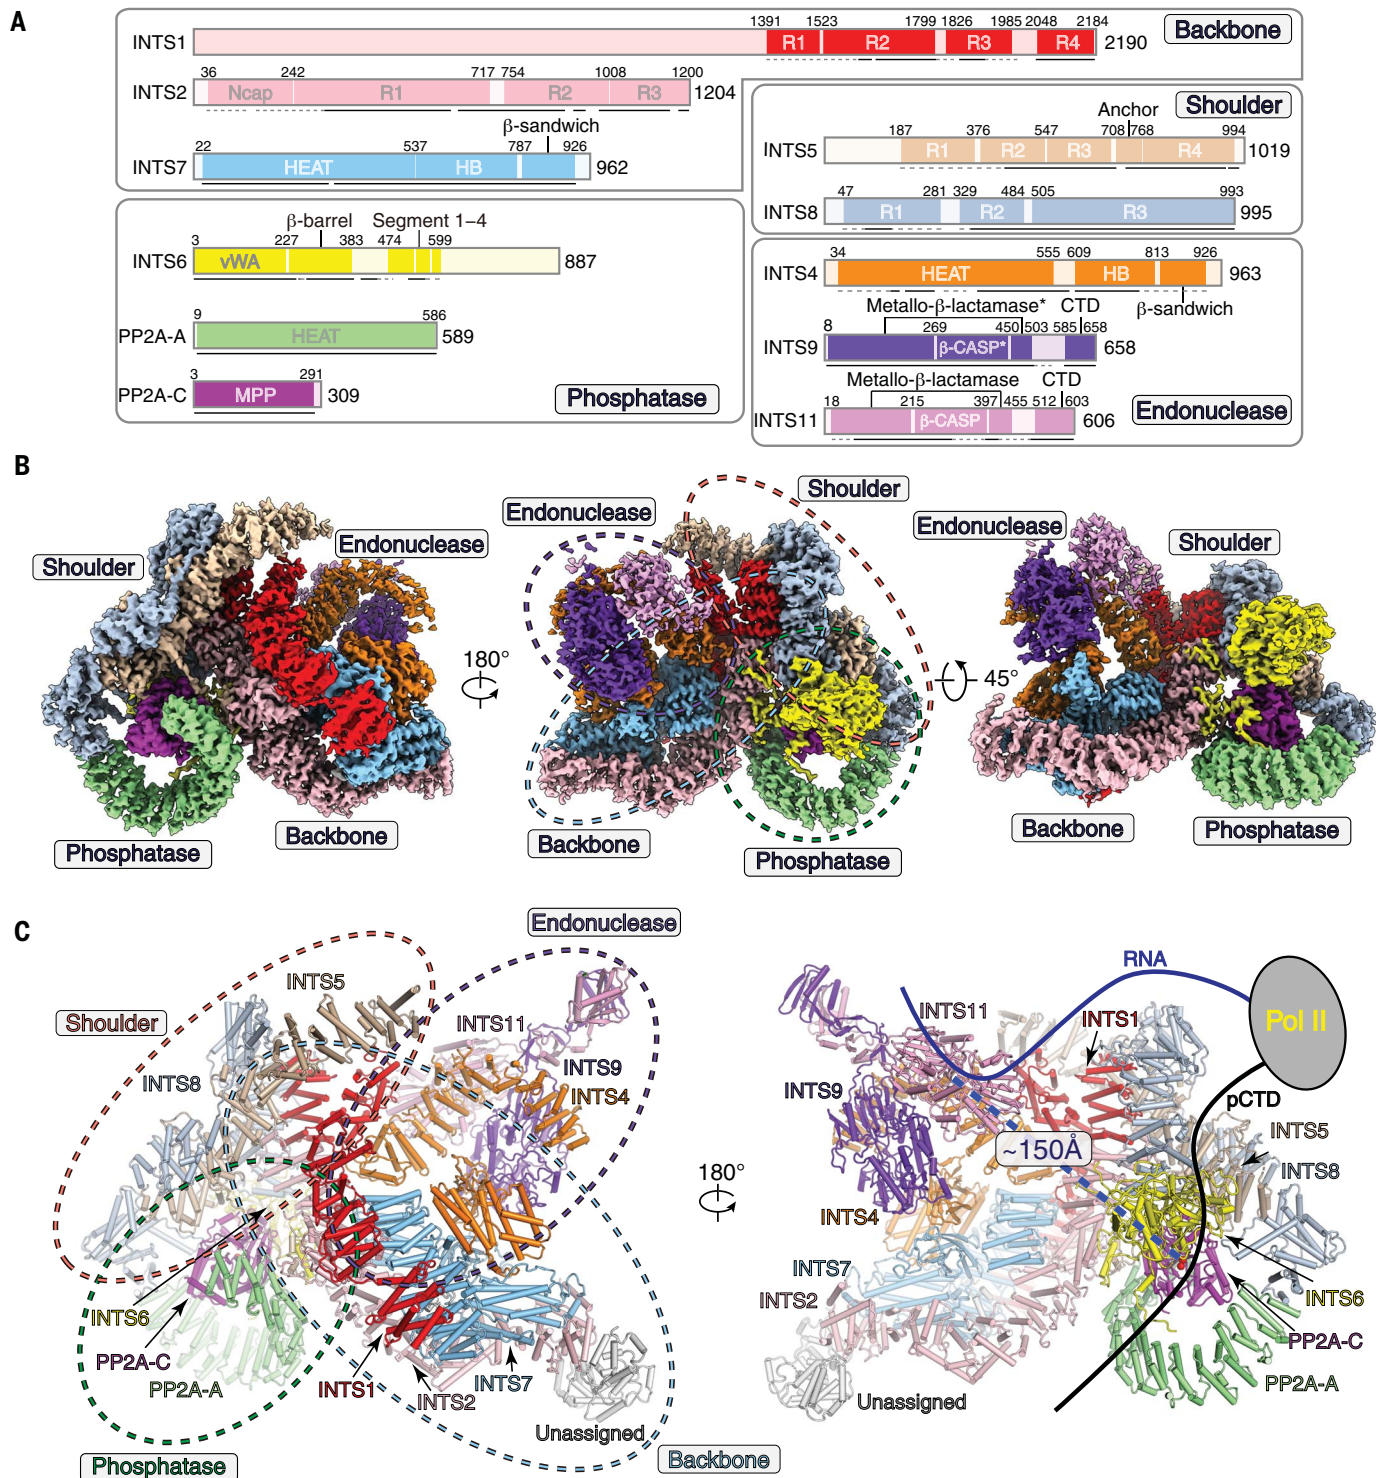 A
Backbone
1391 1523 1799 1826 1985 2048 2184
INTS1 R1 R2 R3 R4 2190
36 242 717 754 1008 1200
INTS2 Ncap R1 R2 R3 1204
β-sandwich
22 537 787 926
INTS7 HEAT HB 962
Shoulder
Anchor
187 376 547 708 768 994
INTS5 R1 R2 R3 R4 1019
47 281 329 484 505 993
INTS8 R1 R2 R3 995
β-barrel Segment 1–4
3 227 383 474 599
INTS6 vWA 887
9 586
PP2A-A HEAT 589
3 291
PP2A-C MPP 309
Phosphatase
34 555 609 813 926
INTS4 HEAT HB 963
β-sandwich
Metallo-β-lactamase* CTD
8 269 450 503 585 658
INTS9 β-CASP* 658
Metallo-β-lactamase CTD
18 215 397 455 512 603
INTS11 β-CASP 606
Endonuclease
B
Shoulder
Endonuclease
Phosphatase
Backbone
180°
Endonuclease
Shoulder
Backbone
Phosphatase
45°
Endonuclease
Shoulder
Backbone
Phosphatase
C
Endonuclease
Shoulder
INTS5
INTS11
INTS8
INTS9
INTS4
INTS6
PP2A-C
PP2A-A
INTS1
INTS2
INTS7
Unassigned
Phosphatase
Backbone
180°
RNA
INTS11
INTS1
Pol II
INTS9
pCTD
INTS5
~150Å
INTS8
INTS4
INTS7
INTS2
INTS6
PP2A-C
PP2A-A
Unassigned